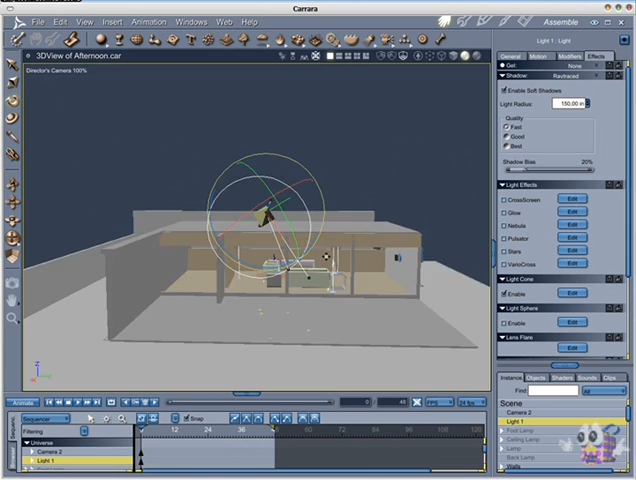 Carrara
File Edit View Insert Animation Windows Web Help
Assemble
3DView of Afternoon.car
Director's Camera 100%
Light 1 : Light
General Motion Modifiers Effects
Gel: None
Shadow: Raytraced
Enable Soft Shadows
Light Radius: 150.00 in
Quality
Fast
Good
Best
Shadow Bias 20%
Light Effects
CrossScreen Edit
Glow Edit
Nebula Edit
Pulsator Edit
Stars Edit
VarioCross Edit
Light Cone
Enable Edit
Light Sphere
Enable Edit
Lens Flare
Edit
Instance Objects Shaders Sounds Clips
Find All
Scene
Camera 2
Light 1
Foot Lamp
Ceiling Lamp
Lamp
Back Lamp
Walls
Animate 0 / 48 FPS 24 fps
Sequencer Snap
Filtering 12 24 36 48 60 72 84 96 108
Universe
Camera 2
Light 1